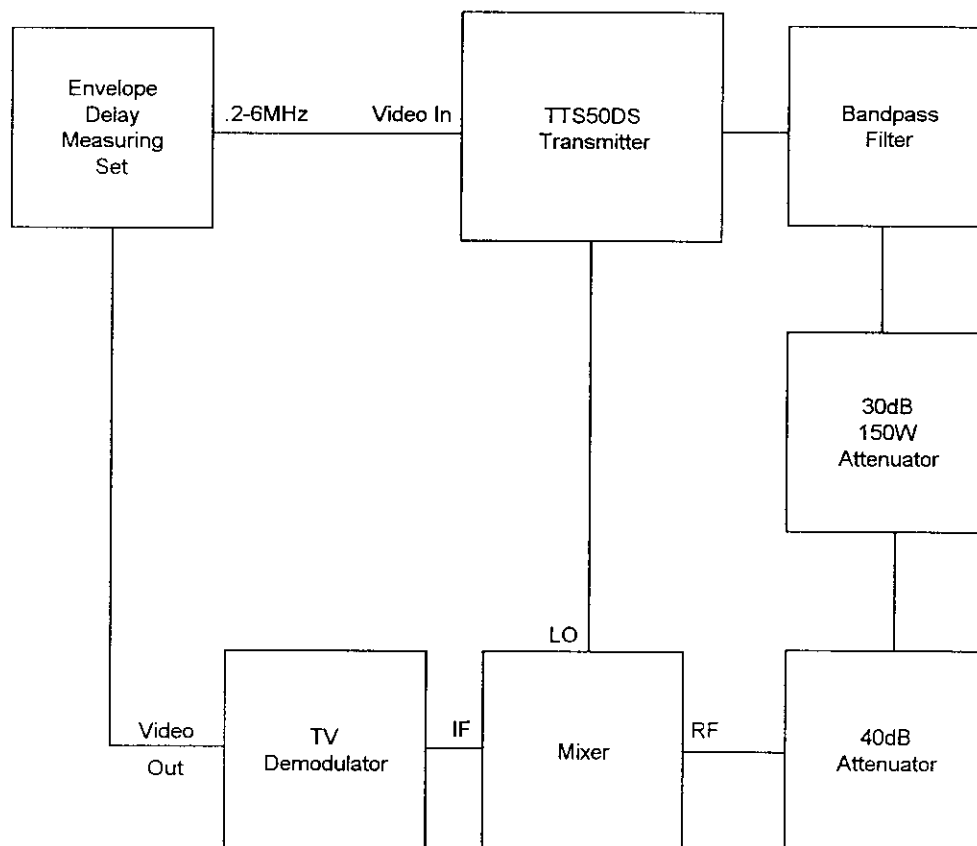 Envelope
Delay
Measuring
Set
.2-6MHz
Video In
TTS50DS
Transmitter
Bandpass
Filter
30dB
150W
Attenuator
LO
Video
Out
TV
Demodulator
IF
Mixer
RF
40dB
Attenuator